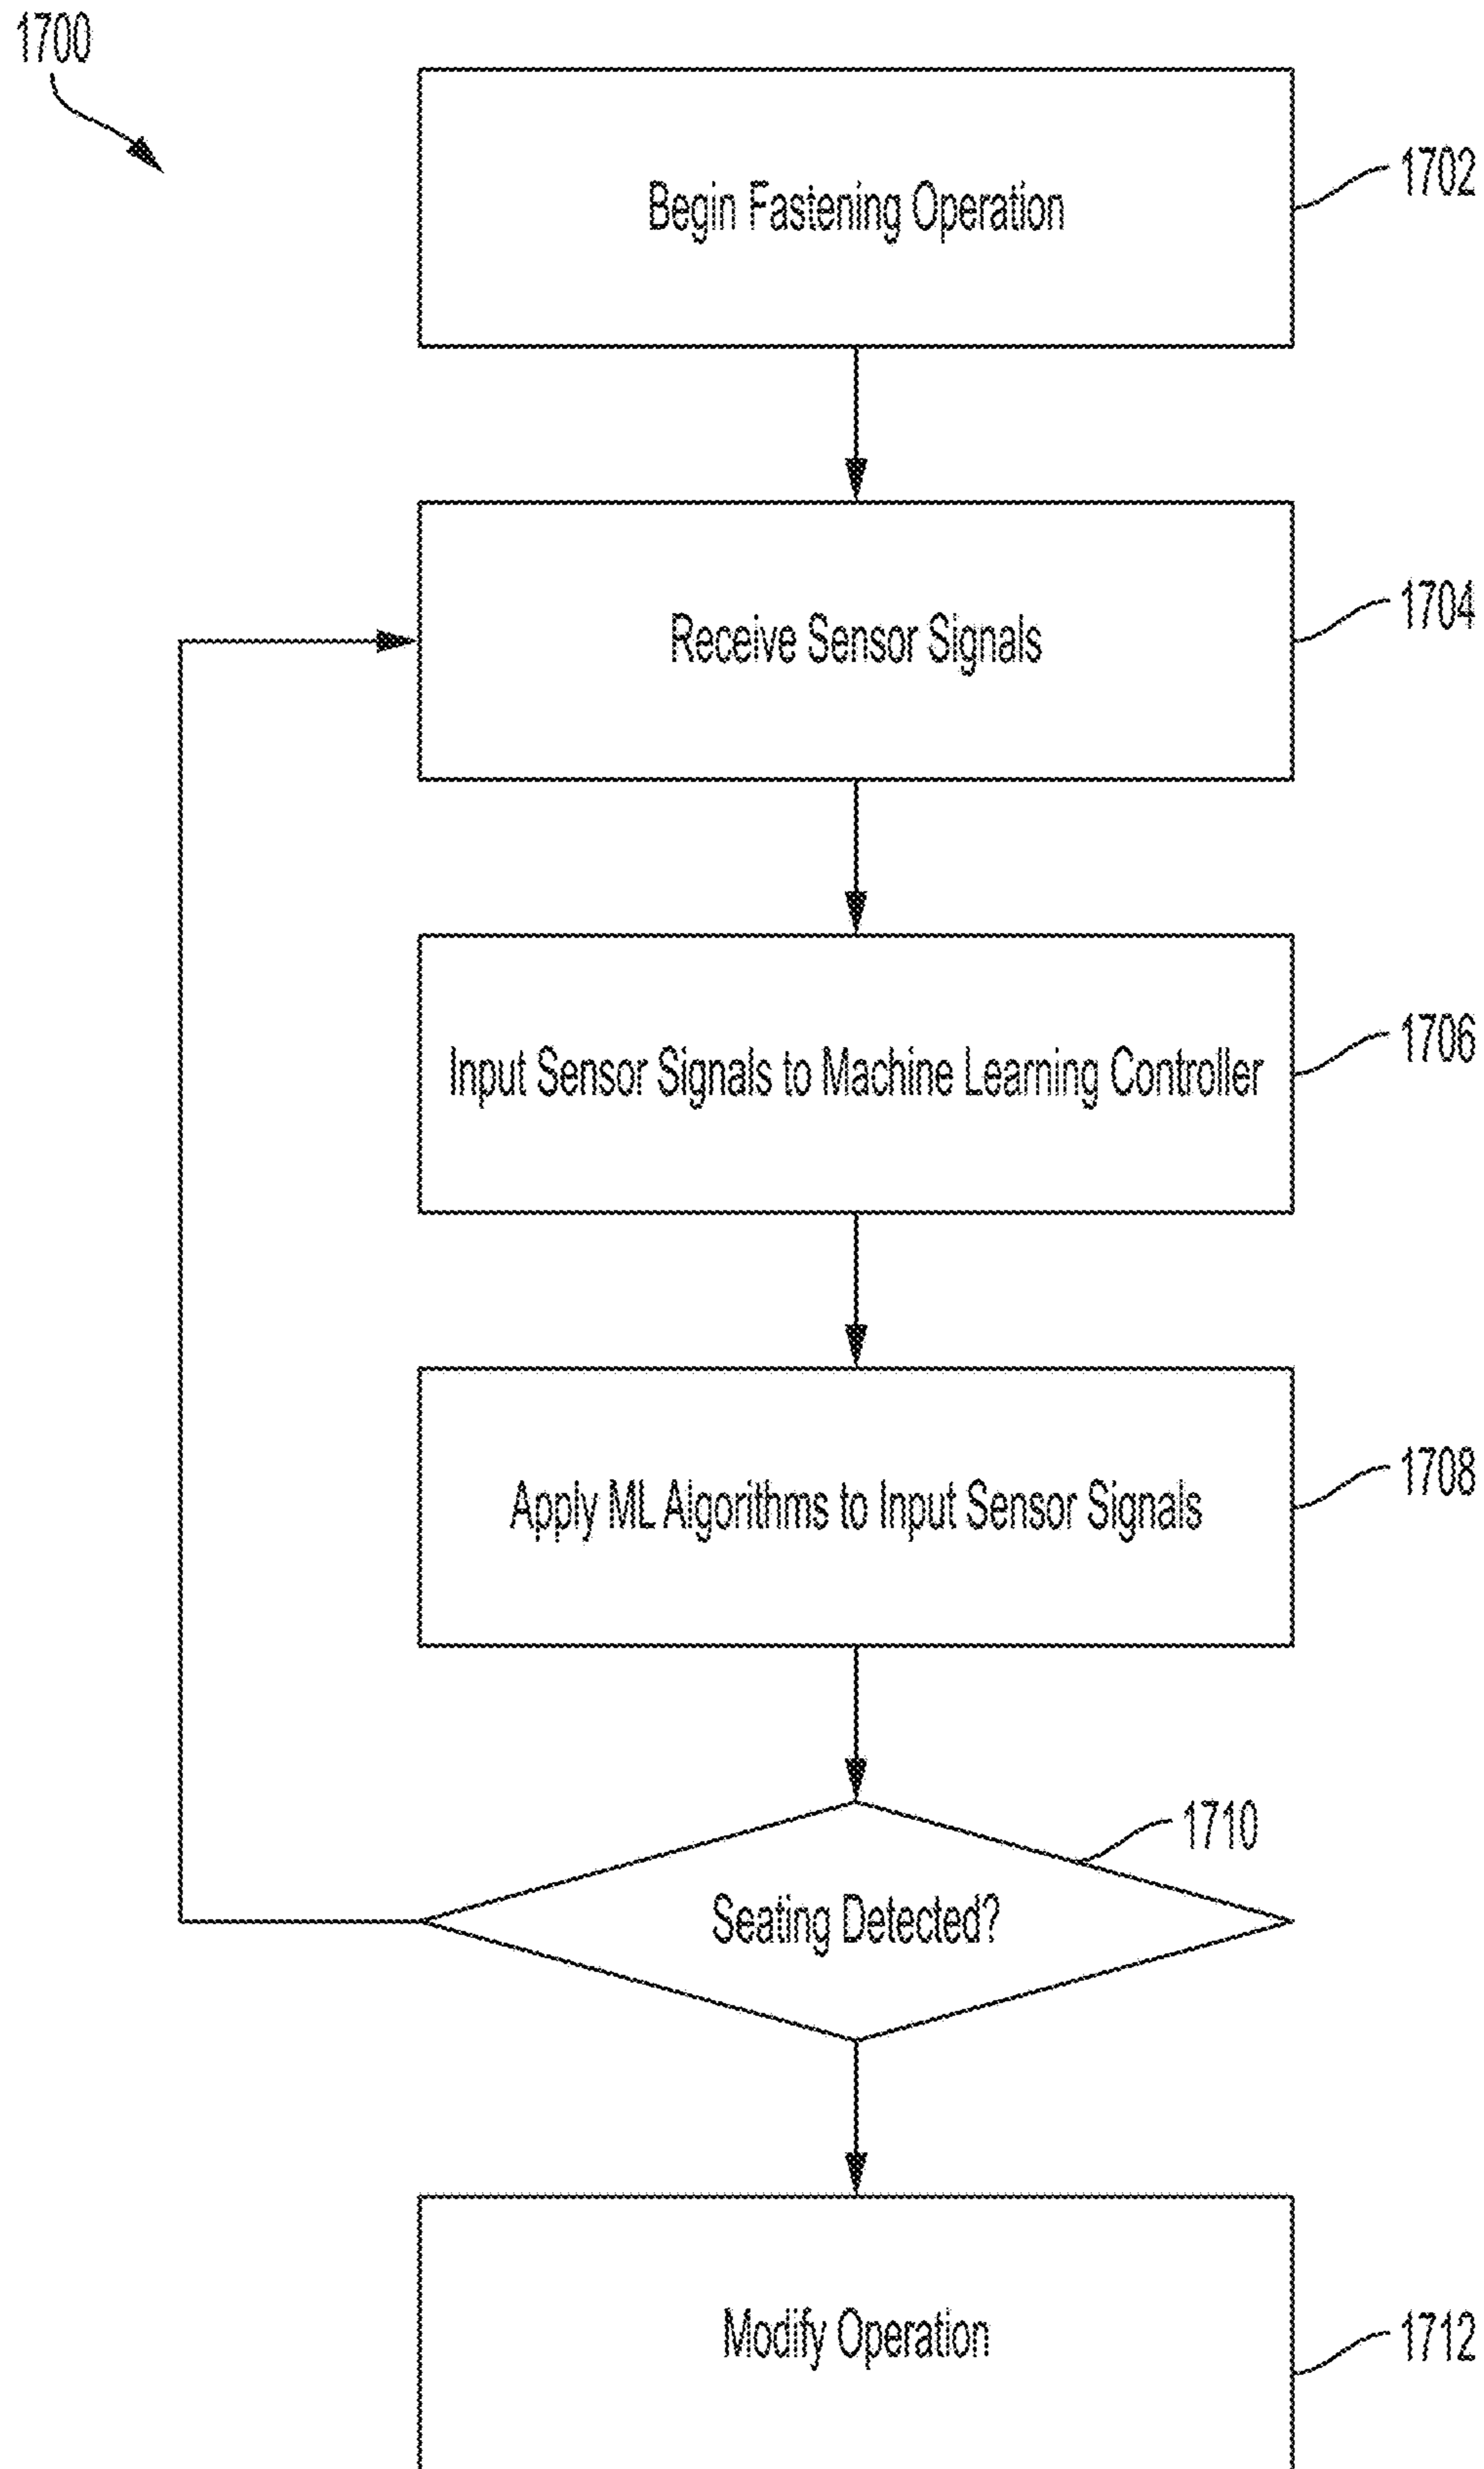 1700
Begin Fastening Operation
1702
Receive Sensor Signals
1704
Input Sensor Signals to Machine Learning Controller
1706
Apply ML Algorithms to Input Sensor Signals
1708
1710
Seating Detected?
Modify Operation
1712